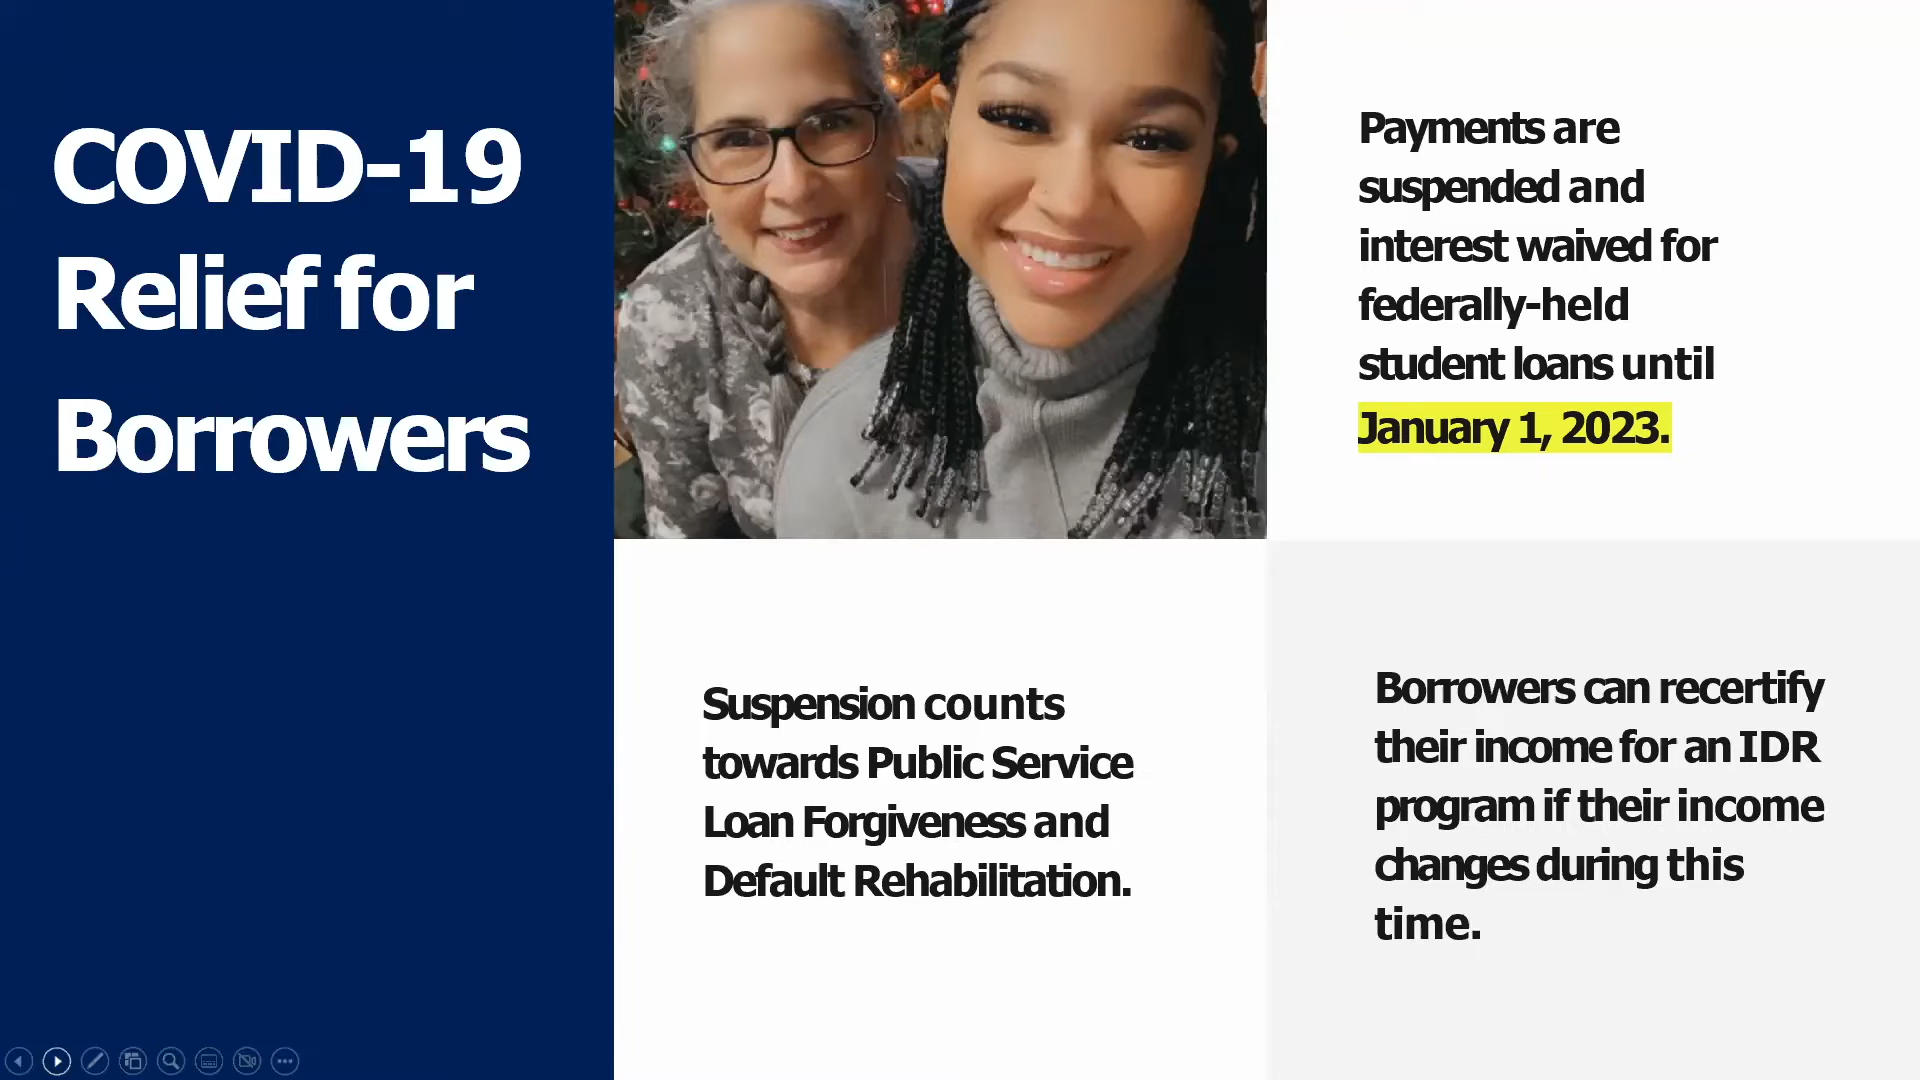 COVID-19
Relief for
Borrowers
Payments are
suspended and
interest waived for
federally-held
student loans until
January 1, 2023.
Suspension counts
towards Public Service
Loan Forgiveness and
Default Rehabilitation.
Borrowers can recertify
their income for an IDR
program if their income
changes during this
time.